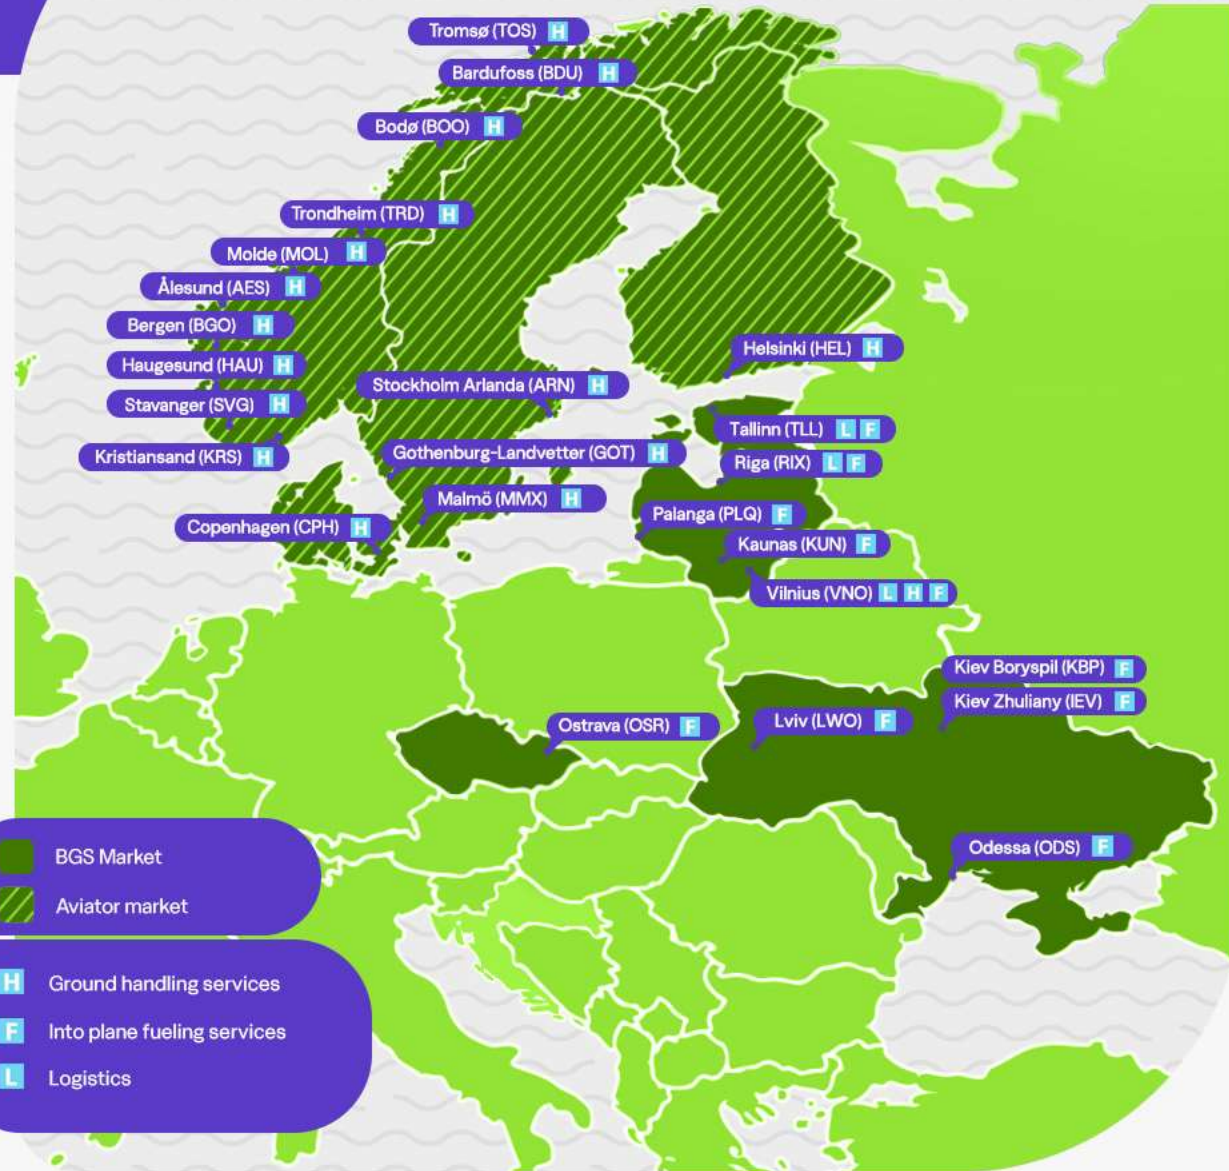 Tromsø (TOS) H
Bardufoss (BDU) H
Bodø (BOO) H
Trondheim (TRD) H
Molde (MOL) H
Ålesund (AES) H
Bergen (BGO) H
Helsinki (HEL) H
Haugesund (HAU) H
Stockholm Arlanda (ARN) H
Stavanger (SVG) H
Tallinn (TLL) L F
Kristiansand (KRS) H
Gothenburg-Landvetter (GOT) H
Riga (RIX) L F
Malmö (MMX) H
Palanga (PLQ) F
Copenhagen (CPH) H
Kaunas (KUN) F
Vilnius (VNO) L H F
Kiev Boryspil (KBP) F
Kiev Zhuliany (IEV) F
Ostrava (OSR) F
Lviv (LWO) F
Odessa (ODS) F
BGS Market
Aviator market
H Ground handling services
F Into plane fueling services
L Logistics